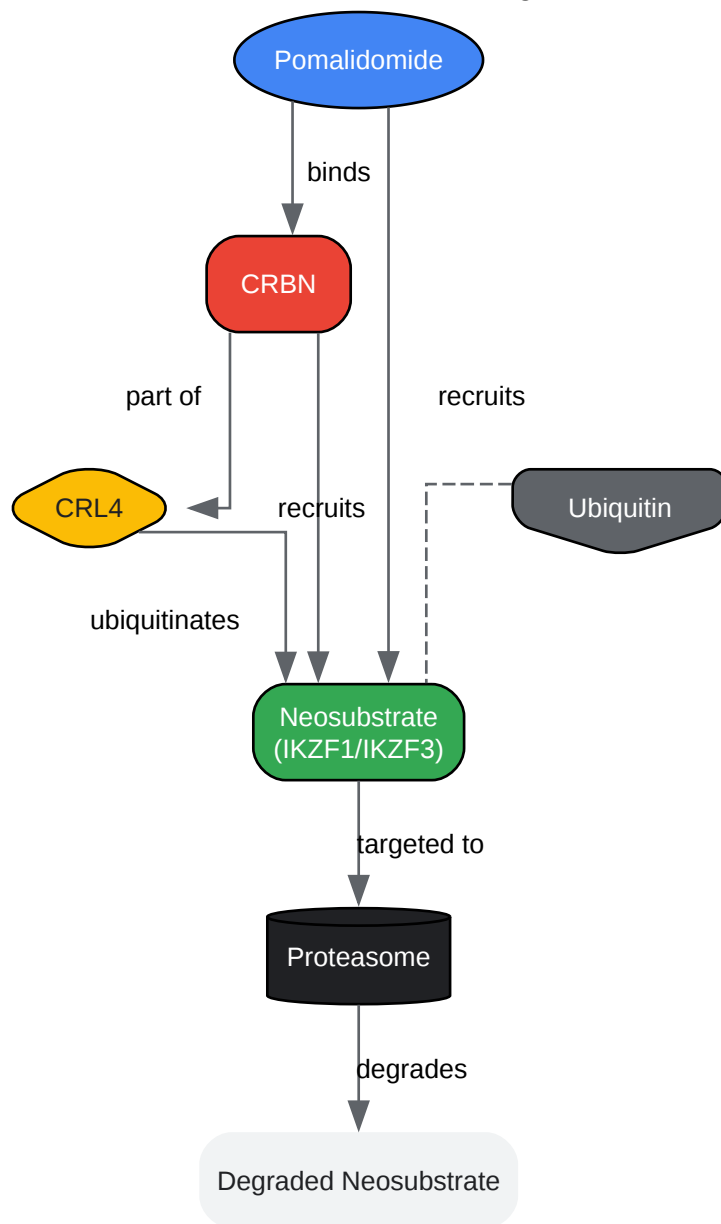 Pomalidomide
binds
CRBN
part of
recruits
CRL4
recruits
Ubiquitin
ubiquitinates
Neosubstrate
(IKZF1/IKZF3)
targeted to
Proteasome
degrades
Degraded Neosubstrate